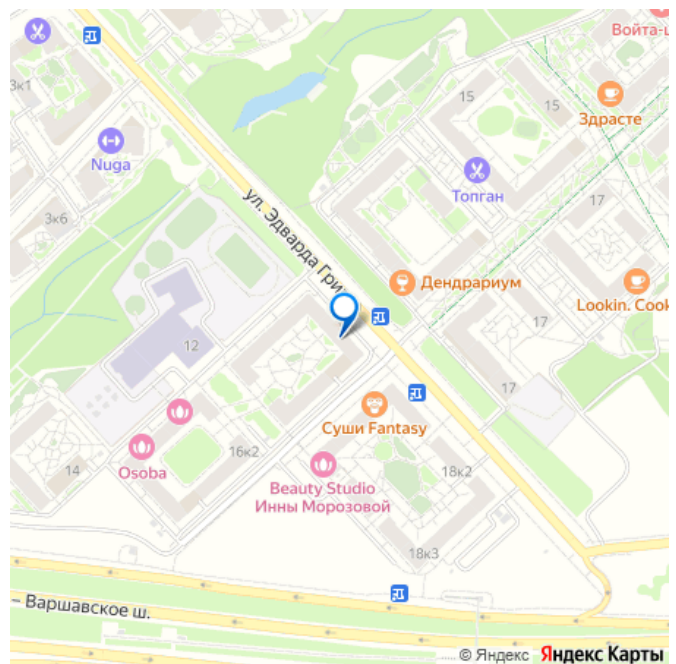 Войта-ц
3к1
15
15
Здрасте
Nuga
Топган
17
3к6
ул. Эдварда Гри
Дендрариум
Lookin. Cook
17
12
17
Суши Fantasy
16к2
Osoba
14
Beauty Studio
Инны Морозовой
18к2
18к3
Варшавское ш.
© Яндекс Яндекс Карты